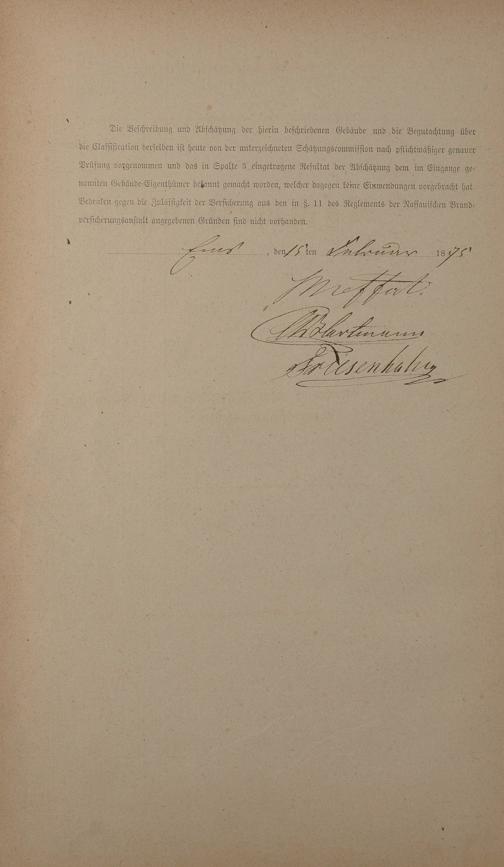 Die Beschreibung und Abschätzung der hierin beschriebenen Gebäude und die Begutachtung über
die Classification derselben ist heute von der unterzeichneten Schätzungscommission nach pflichtmäßiger genauer
Prüfung vorgenommen und das in Spalte 5 eingetragene Resultat der Abschätzung dem im Eingange ge-
nannten Gebäude-Eigenthümer bekannt gemacht worden, welcher dagegen keine Einwendungen vorgebracht hat.
Bedenken gegen die Zulässigkeit der Versicherung aus den in §. 11 des Reglements der Nassauischen Brand-
versicherungsanstalt angegebenen Gründen sind nicht vorhanden.
Ems, den 15ten Februar 1875
Hartmann
Friesenhahn